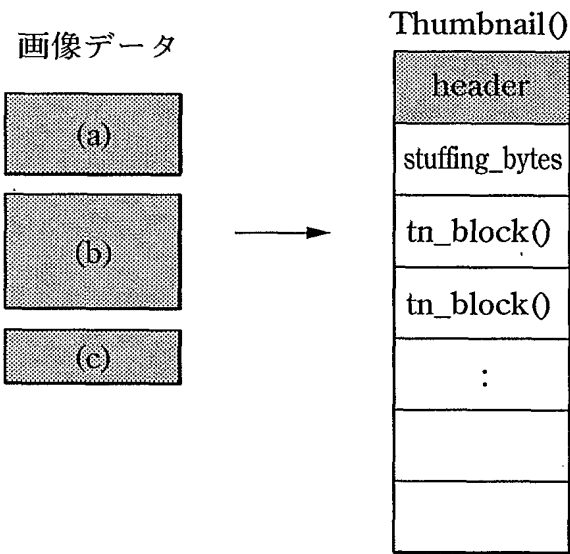 画像データ
(a)
(b)
(c)
Thumbnail()
header
stuffing_bytes
tn_block()
tn_block()
: